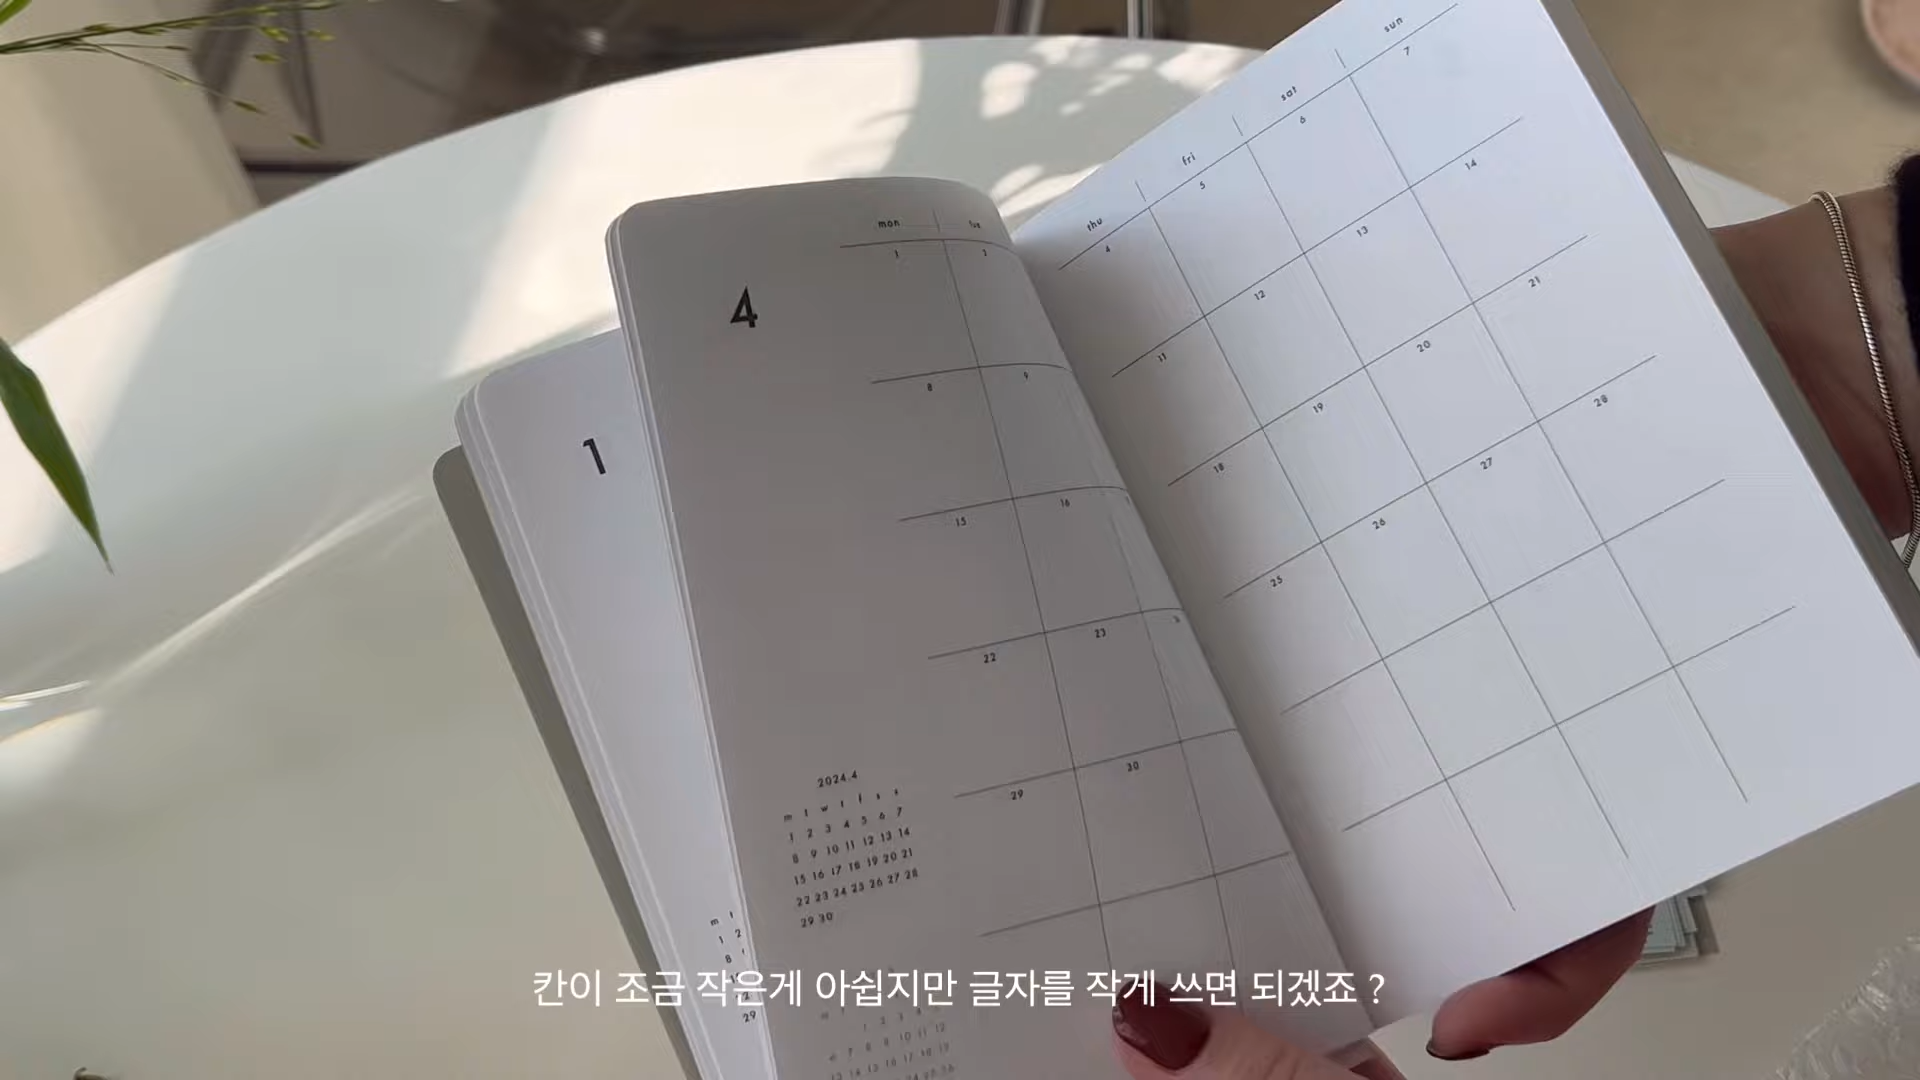 sun
7
sat
6
fri
5
thu
4
mon
tue
1
2
4
14
13
12
11
8
9
21
20
19
18
1
15
16
28
27
26
25
22
23
29
30
2024.4
m t w t f s s
1 2 3 4 5 6 7
8 9 10 11 12 13 14
15 16 17 18 19 20 21
22 23 24 25 26 27 28
29 30
m t
1 2
8
29
칸이 조금 작은게 아쉽지만 글자를 작게 쓰면 되겠죠 ?